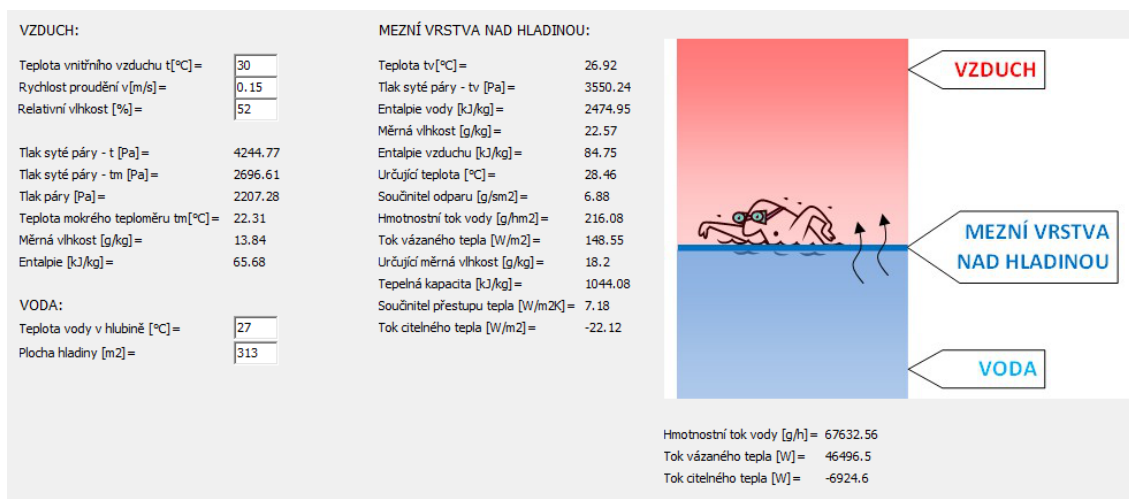 VZDUCH:
Teplota vnitřního vzduchu t[°C]= 30
Rychlost proudění v[m/s]= 0.15
Relativní vlhkost [%]= 52
Tlak syté páry - t [Pa]= 4244.77
Tlak syté páry - tm [Pa]= 2696.61
Tlak páry [Pa]= 2207.28
Teplota mokrého teploměru tm[°C]= 22.31
Měrná vlhkost [g/kg]= 13.84
Entalpie [kJ/kg]= 65.68
VODA:
Teplota vody v hlubině [°C]= 27
Plocha hladiny [m2]= 313
MEZNÍ VRSTVA NAD HLADINOU:
Teplota tv[°C]= 26.92
Tlak syté páry - tv [Pa]= 3550.24
Entalpie vody [kJ/kg]= 2474.95
Měrná vlhkost [g/kg]= 22.57
Entalpie vzduchu [kJ/kg]= 84.75
Určující teplota [°C]= 28.46
Součinitel odparu [g/sm2]= 6.88
Hmotnostní tok vody [g/hm2]= 216.08
Tok vázaného tepla [W/m2]= 148.55
Určující měrná vlhkost [g/kg]= 18.2
Tepelná kapacita [kJ/kg]= 1044.08
Součinitel přestupu tepla [W/m2K]= 7.18
Tok citelného tepla [W/m2]= -22.12
VZDUCH
MEZNÍ VRSTVA
NAD HLADINOU
VODA
Hmotnostní tok vody [g/h]= 67632.56
Tok vázaného tepla [W]= 46496.5
Tok citelného tepla [W]= -6924.6